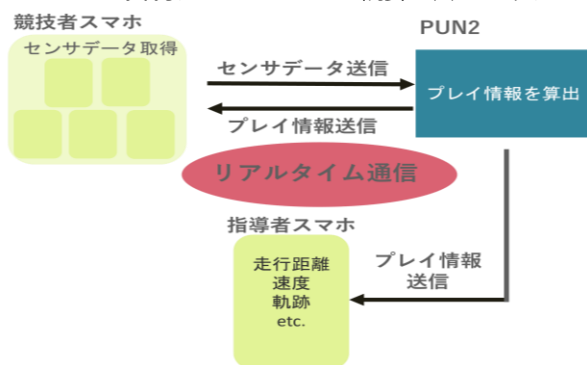 競技者スマホ
PUN2
センサデータ取得
センサデータ送信
プレイ情報を算出
プレイ情報送信
リアルタイム通信
指導者スマホ
走行距離
速度
軌跡
etc.
プレイ情報
送信